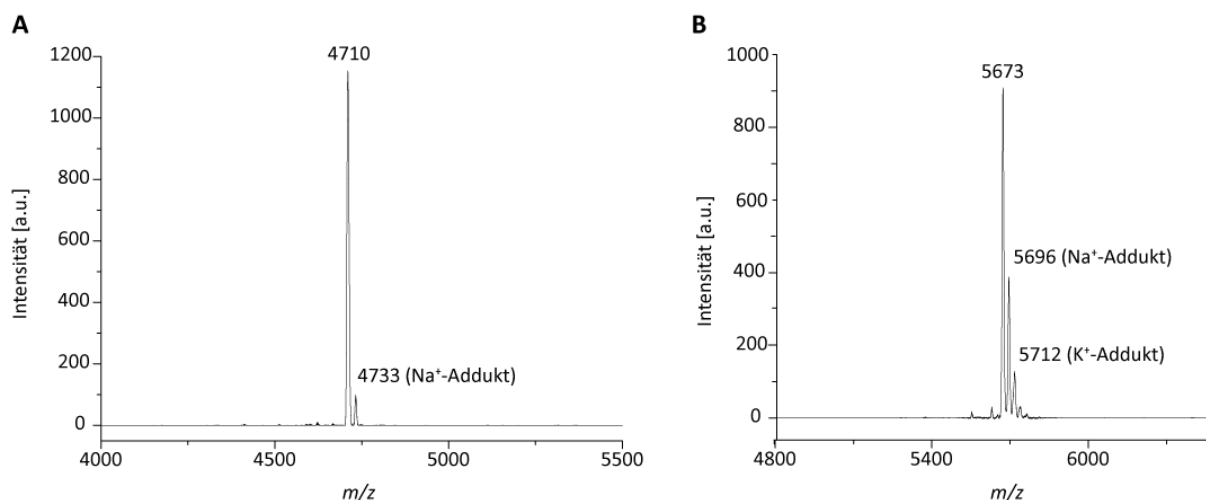 A
1200
1000
800
600
400
200
0
Intensität [a.u.]
4710
4733 (Na⁺-Addukt)
4000
4500
5000
5500
m/z
B
1000
800
600
400
200
0
Intensität [a.u.]
5673
5696 (Na⁺-Addukt)
5712 (K⁺-Addukt)
4800
5400
6000
m/z